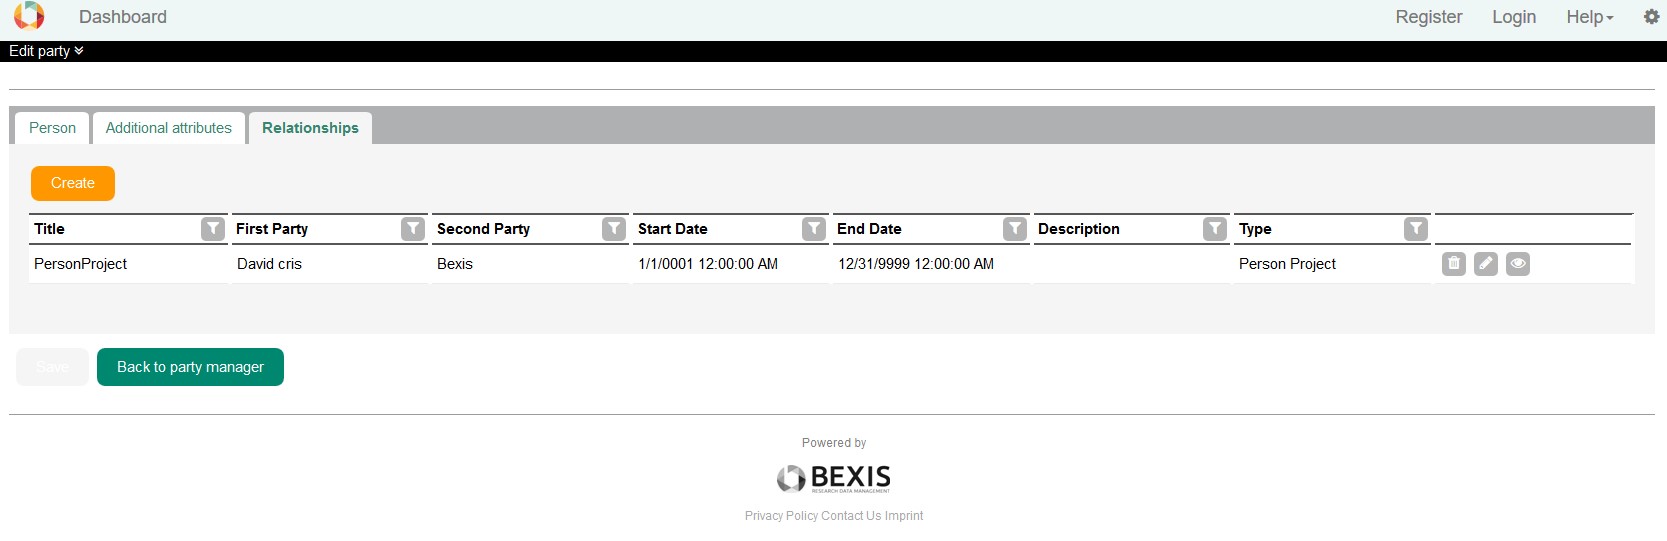 Dashboard Register Login Help
Edit party
Person Additional attributes Relationships
Create
Title First Party Second Party Start Date End Date Description Type
PersonProject David cris Bexis 1/1/0001 12:00:00 AM 12/31/9999 12:00:00 AM Person Project
Save Back to party manager
Powered by
BEXIS
RESEARCH DATA MANAGEMENT
Privacy Policy Contact Us Imprint